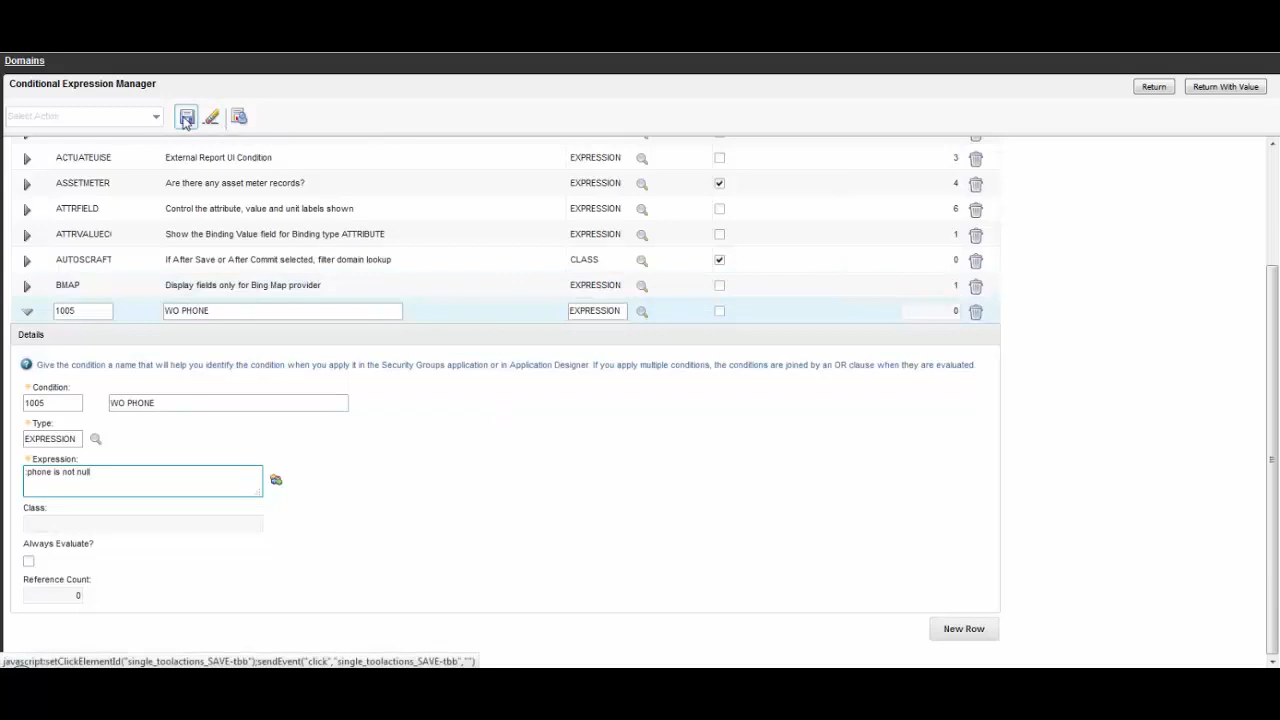 Domains
Conditional Expression Manager
Return
Return With Value
Select Action
ACTUATEUISE External Report UI Condition EXPRESSION 3
ASSETMETER Are there any asset meter records? EXPRESSION 4
ATTRFIELD Control the attribute, value and unit labels shown EXPRESSION 6
ATTRVALUEC( Show the Binding Value field for Binding type ATTRIBUTE EXPRESSION 1
AUTOSCRAFT If After Save or After Commit selected, filter domain lookup CLASS 0
BMAP Display fields only for Bing Map provider EXPRESSION 1
1005 WO PHONE EXPRESSION 0
Details
Give the condition a name that will help you identify the condition when you apply it in the Security Groups application or in Application Designer. If you apply multiple conditions, the conditions are joined by an OR clause when they are evaluated.
Condition:
1005 WO PHONE
Type:
EXPRESSION
Expression:
:phone is not null
Class:
Always Evaluate?
Reference Count:
0
New Row
javascript:setClickElementId("single_toolactions_SAVE-tbb");sendEvent("click","single_toolactions_SAVE-tbb","")